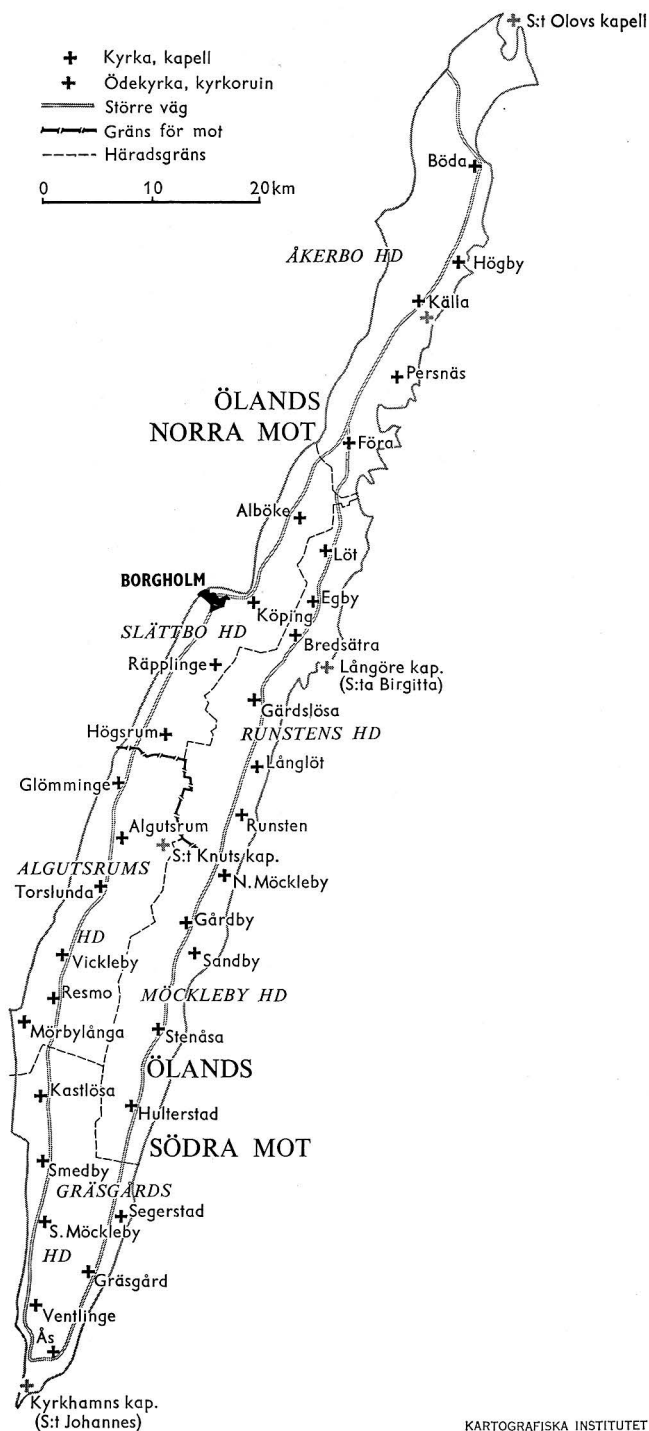 S:t Olovs kapell
Kyrka, kapell
Ödekyrka, kyrkoruin
Större väg
Gräns för mot
Häradsgräns
0 10 20 km
Böda
ÅKERBO HD
Högby
Källa
Persnäs
ÖLANDS
NORRA MOT
Föra
Alböke
Löt
BORGHOLM
Egby
Köping
SLÄTTBO HD
Bredsätra
Räpplinge
Långöre kap.
(S:ta Birgitta)
Gärdslösa
Högsrum
RUNSTENS HD
Långlöt
Glömminge
Runsten
Algutsrum
S:t Knuts kap.
ALGUTSRUMS
N. Möckleby
Torslunda
Gårdby
HD
Sandby
Vickleby
Resmo
MÖCKLEBY HD
Mörbylånga
Stenåsa
ÖLANDS
Kastlösa
Hulterstad
SÖDRA MOT
Smedby
GRÄSGÅRDS
Segerstad
S. Möckleby
HD
Gräsgård
Ventlinge
Ås
Kyrkhamns kap.
(S:t Johannes)
KARTOGRAFISKA INSTITUTET